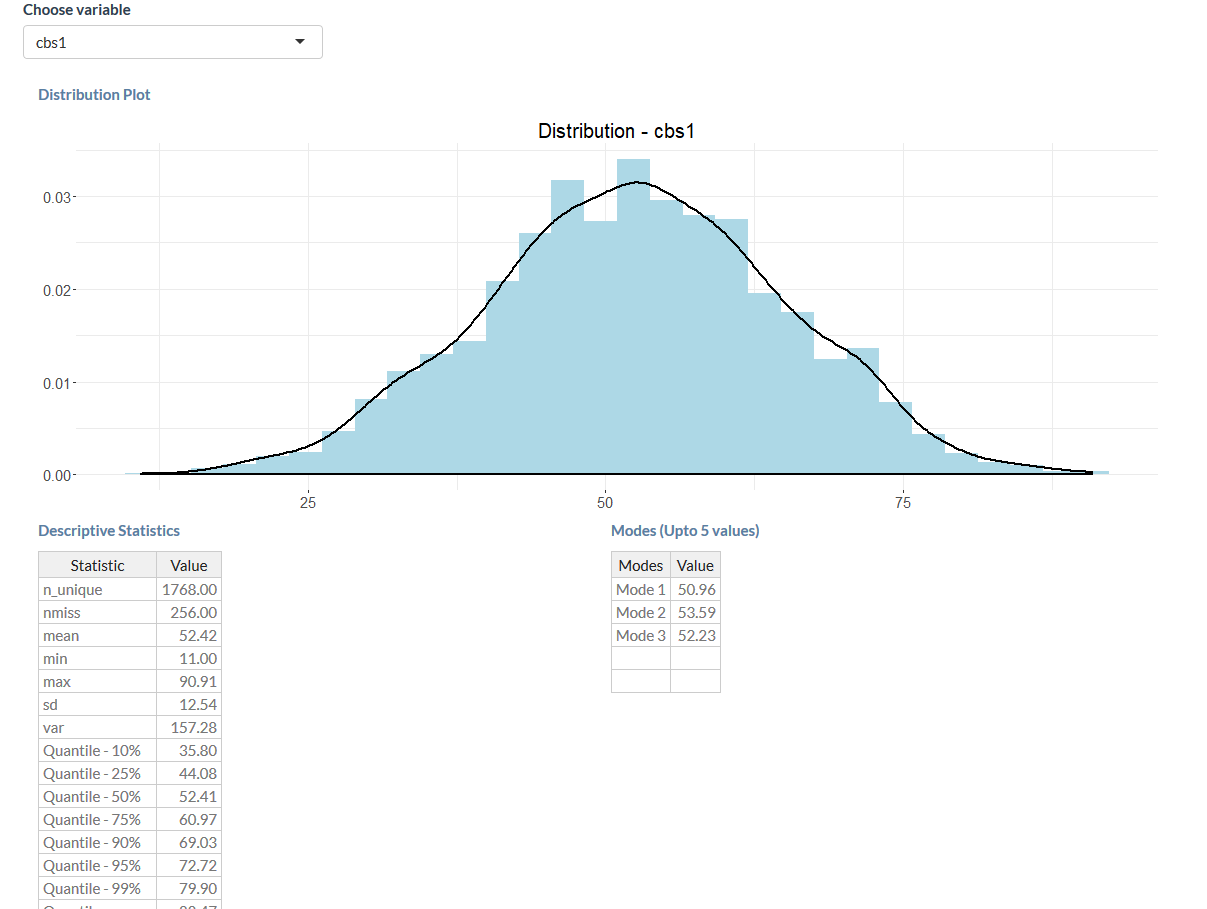 Choose variable
cbs1
Distribution Plot
Distribution - cbs1
0.03
0.02
0.01
0.00
25 50 75
Descriptive Statistics
Statistic Value
n_unique 1768.00
nmiss 256.00
mean 52.42
min 11.00
max 90.91
sd 12.54
var 157.28
Quantile - 10% 35.80
Quantile - 25% 44.08
Quantile - 50% 52.41
Quantile - 75% 60.97
Quantile - 90% 69.03
Quantile - 95% 72.72
Quantile - 99% 79.90
Modes (Upto 5 values)
Modes Value
Mode 1 50.96
Mode 2 53.59
Mode 3 52.23